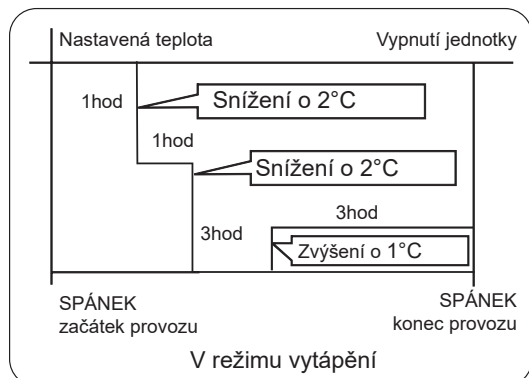 Nastavená teplota
Vypnutí jednotky
1hod
Snížení o 2°C
1hod
Snížení o 2°C
3hod
3hod
Zvýšení o 1°C
SPÁNEK
začátek provozu
SPÁNEK
konec provozu
V režimu vytápění